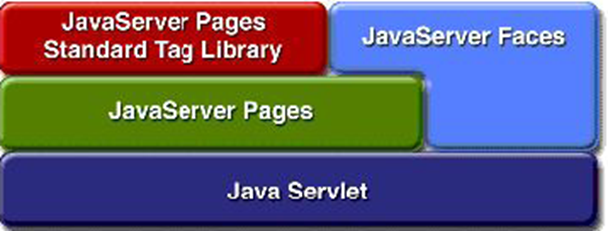 JavaServer Pages
Standard Tag Library
JavaServer Faces
JavaServer Pages
Java Servlet